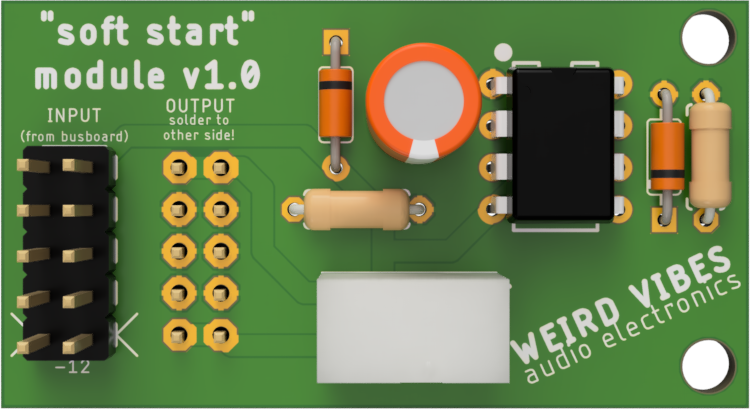 "soft start"
module v1.0
INPUT
(from busboard)
OUTPUT
solder to
other side!
-12
WEIRD VIBES
audio electronics